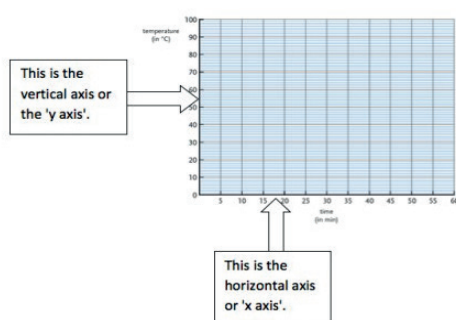 100
temperature
(in °C)
90
80
70
This is the
vertical axis or
the 'y axis'.
60
50
40
30
20
10
0
5 10 15 20 25 30 35 40 45 50 55 60
time
(in min)
This is the
horizontal axis
or 'x axis'.